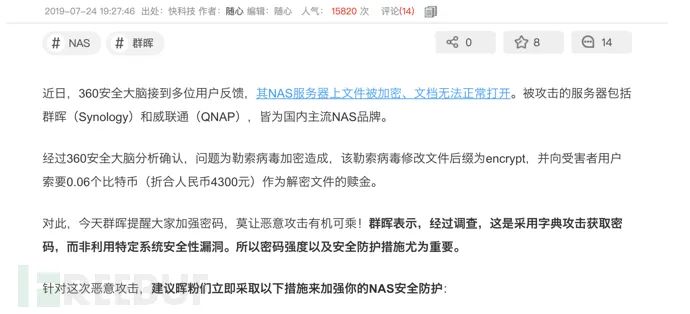 2019-07-24 19:27:46 出处：快科技 作者：随心 编辑：随心 人气：15820 次 评论(14)
# NAS # 群晖 0 8 14
近日，360安全大脑接到多位用户反馈，其NAS服务器上文件被加密、文档无法正常打开。被攻击的服务器包括
群晖（Synology）和威联通（QNAP），皆为国内主流NAS品牌。
经过360安全大脑分析确认，问题为勒索病毒加密造成，该勒索病毒修改文件后缀为encrypt，并向受害者用户
索要0.06个比特币（折合人民币4300元）作为解密文件的赎金。
对此，今天群晖提醒大家加强密码，莫让恶意攻击有机可乘！群晖表示，经过调查，这是采用字典攻击获取密
码，而非利用特定系统安全性漏洞。所以密码强度以及安全防护措施尤为重要。
针对这次恶意攻击，建议晖粉们立即采取以下措施来加强你的NAS安全防护：
FREEBUF